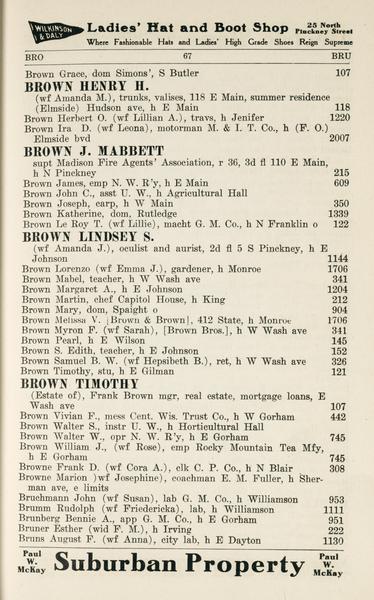 WILKINSON & DALY
Ladies' Hat and Boot Shop
25 North Pinckney Street
Where Fashionable Hats and Ladies' High Grade Shoes Reign Supreme
BRO 67 BRU
Brown Grace, dom Simons', S Butler 107
BROWN HENRY H.
(wf Amanda M.), trunks, valises, 118 E Main, summer residence
(Elmside) Hudson ave, h E Main 118
Brown Herbert O. (wf Lillian A.), travs, h Jenifer 1220
Brown Ira D. (wf Leona), motorman M. & I. T. Co., h (F. O.)
Elmside bvd 2007
BROWN J. MABBETT
supt Madison Fire Agents' Association, r 36, 3d fl 110 E Main,
h N Pinckney 215
Brown James, emp N. W. R'y, h E Main 609
Brown John C., asst U. W., h Agricultural Hall
Brown Joseph, carp, h W Main 350
Brown Katherine, dom, Rutledge 1339
Brown Le Roy T. (wf Lillie), macht G. M. Co., h N Franklin o 122
BROWN LINDSEY S.
(wf Amanda J.), oculist and aurist, 2d fl 5 S Pinckney, h E
Johnson 1144
Brown Lorenzo (wf Emma J.), gardener, h Monroe 1706
Brown Mabel, teacher, h W Wash ave 341
Brown Margaret A., h E Johnson 1204
Brown Martin, chef Capitol House, h King 212
Brown Mary, dom, Spaight o 904
Brown Melissa V. [Brown & Brown], 412 State, h Monroe 1706
Brown Myron F. (wf Sarah), [Brown Bros.], h W Wash ave 341
Brown Pearl, h E Wilson 145
Brown S. Edith, teacher, h E Johnson 152
Brown Samuel B. W. (wf Hepsibeth B.), ret, h W Wash ave 326
Brown Timothy, stu, h E Gilman 121
BROWN TIMOTHY
(Estate of), Frank Brown mgr, real estate, mortgage loans, E
Wash ave 107
Brown Vivian F., mess Cent. Wis. Trust Co., h W Gorham 442
Brown Walter S., instr U. W., h Horticultural Hall
Brown Walter W., opr N. W. R'y, h E Gorham 745
Brown William J., (wf Rose), emp Rocky Mountain Tea Mfy,
h E Gorham 745
Browne Frank D. (wf Cora A.), clk C. P. Co., h N Blair 308
Browne Marion )wf Josephine), coachman E. M. Fuller, h Sher-
man ave, e limits
Bruchmann John (wf Susan), lab G. M. Co., h Williamson 953
Brumm Rudolph (wf Friedericka), lab, h Williamson 1111
Brunberg Bennie A., app G. M. Co., h E Gorham 951
Bruner Esther (wid F. M.), h Irving 222
Bruns August F. (wf Anna), city lab, h E Dayton 1130
Paul W. McKay
Suburban Property
Paul W. McKay